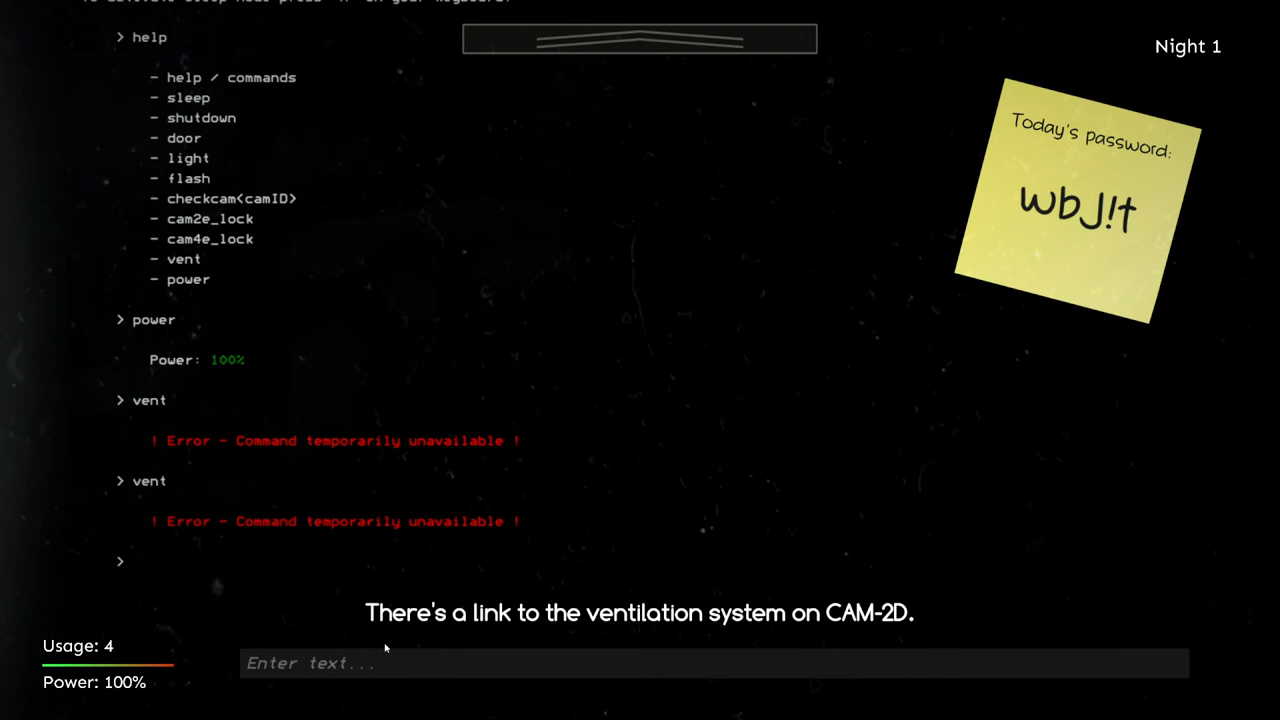 > help
Night 1
- help / commands
- sleep
- shutdown
- door
- light
- flash
- checkcam<camID>
- cam2e_lock
- cam4e_lock
- vent
- power
Today's password:
wbJ!t
> power
Power: 100%
> vent
! Error - Command temporarily unavailable !
> vent
! Error - Command temporarily unavailable !
>
There's a link to the ventilation system on CAM-2D.
Usage: 4
Enter text...
Power: 100%